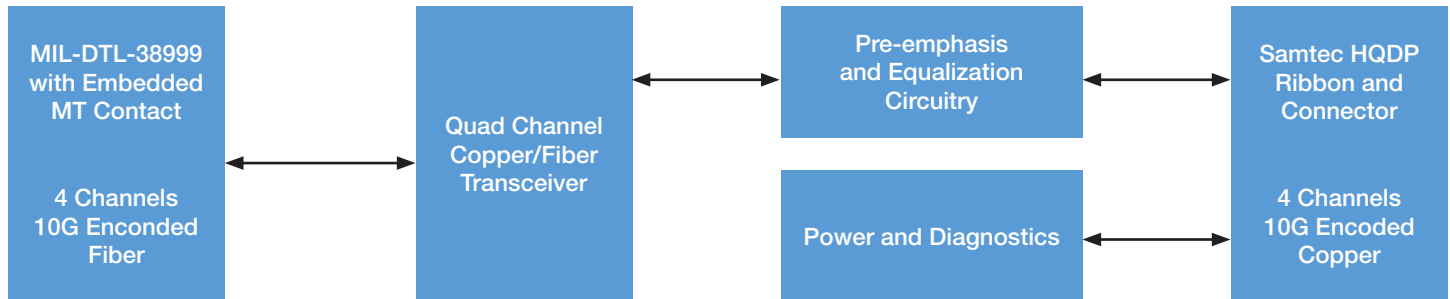 MIL-DTL-38999
with Embedded
MT Contact
4 Channels
10G Enconded
Fiber
Quad Channel
Copper/Fiber
Transceiver
Pre-emphasis
and Equalization
Circuitry
Power and Diagnostics
Samtec HQDP
Ribbon and
Connector
4 Channels
10G Encoded
Copper